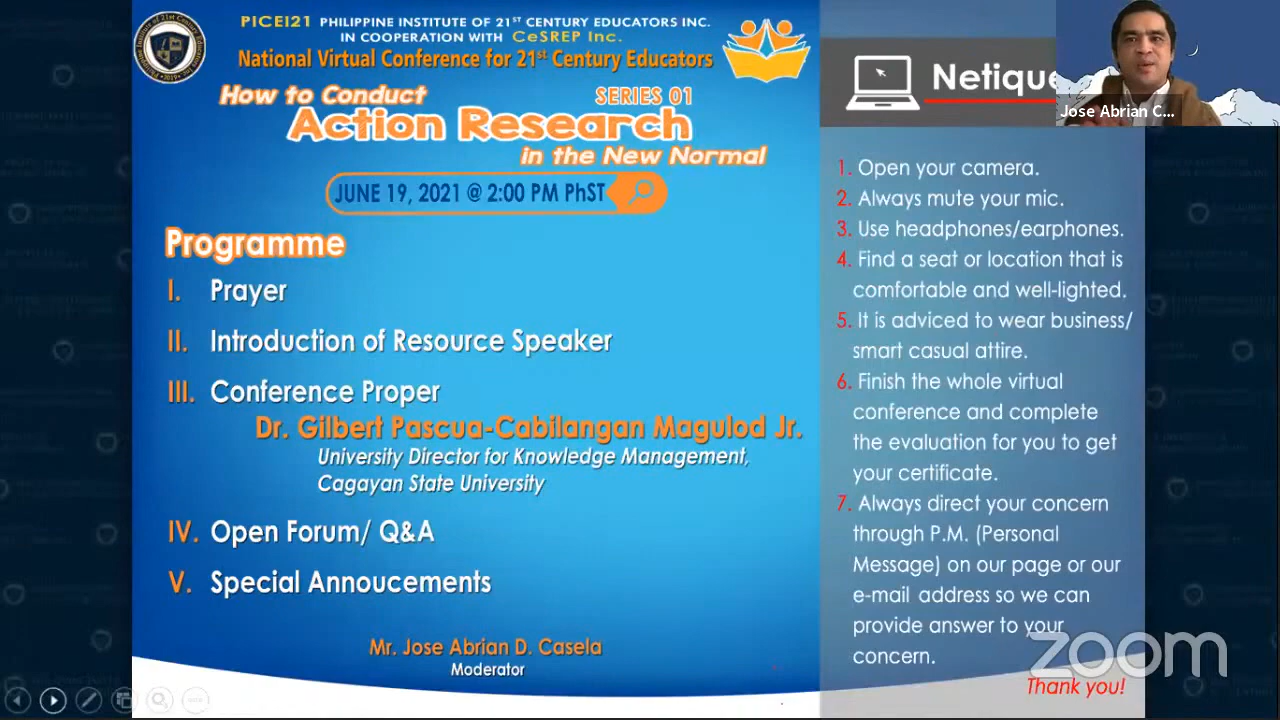 PICEI21 PHILIPPINE INSTITUTE OF 21ST CENTURY EDUCATORS INC.
IN COOPERATION WITH CeSREP Inc.
National Virtual Conference for 21st Century Educators
How to Conduct
SERIES 01
Action Research
in the New Normal
JUNE 19, 2021 @ 2:00 PM PhST
Programme
I. Prayer
II. Introduction of Resource Speaker
III. Conference Proper
Dr. Gilbert Pascua-Cabilangan Magulod Jr.
University Director for Knowledge Management,
Cagayan State University
IV. Open Forum/ Q&A
V. Special Annoucements
Mr. Jose Abrian D. Casela
Moderator
Netique
Jose Abrian C...
1. Open your camera.
2. Always mute your mic.
3. Use headphones/earphones.
4. Find a seat or location that is
comfortable and well-lighted.
5. It is adviced to wear business/
smart casual attire.
6. Finish the whole virtual
conference and complete
the evaluation for you to get
your certificate.
7. Always direct your concern
through P.M. (Personal
Message) on our page or our
e-mail address so we can
provide answer to your
concern.
Thank you!
zoom